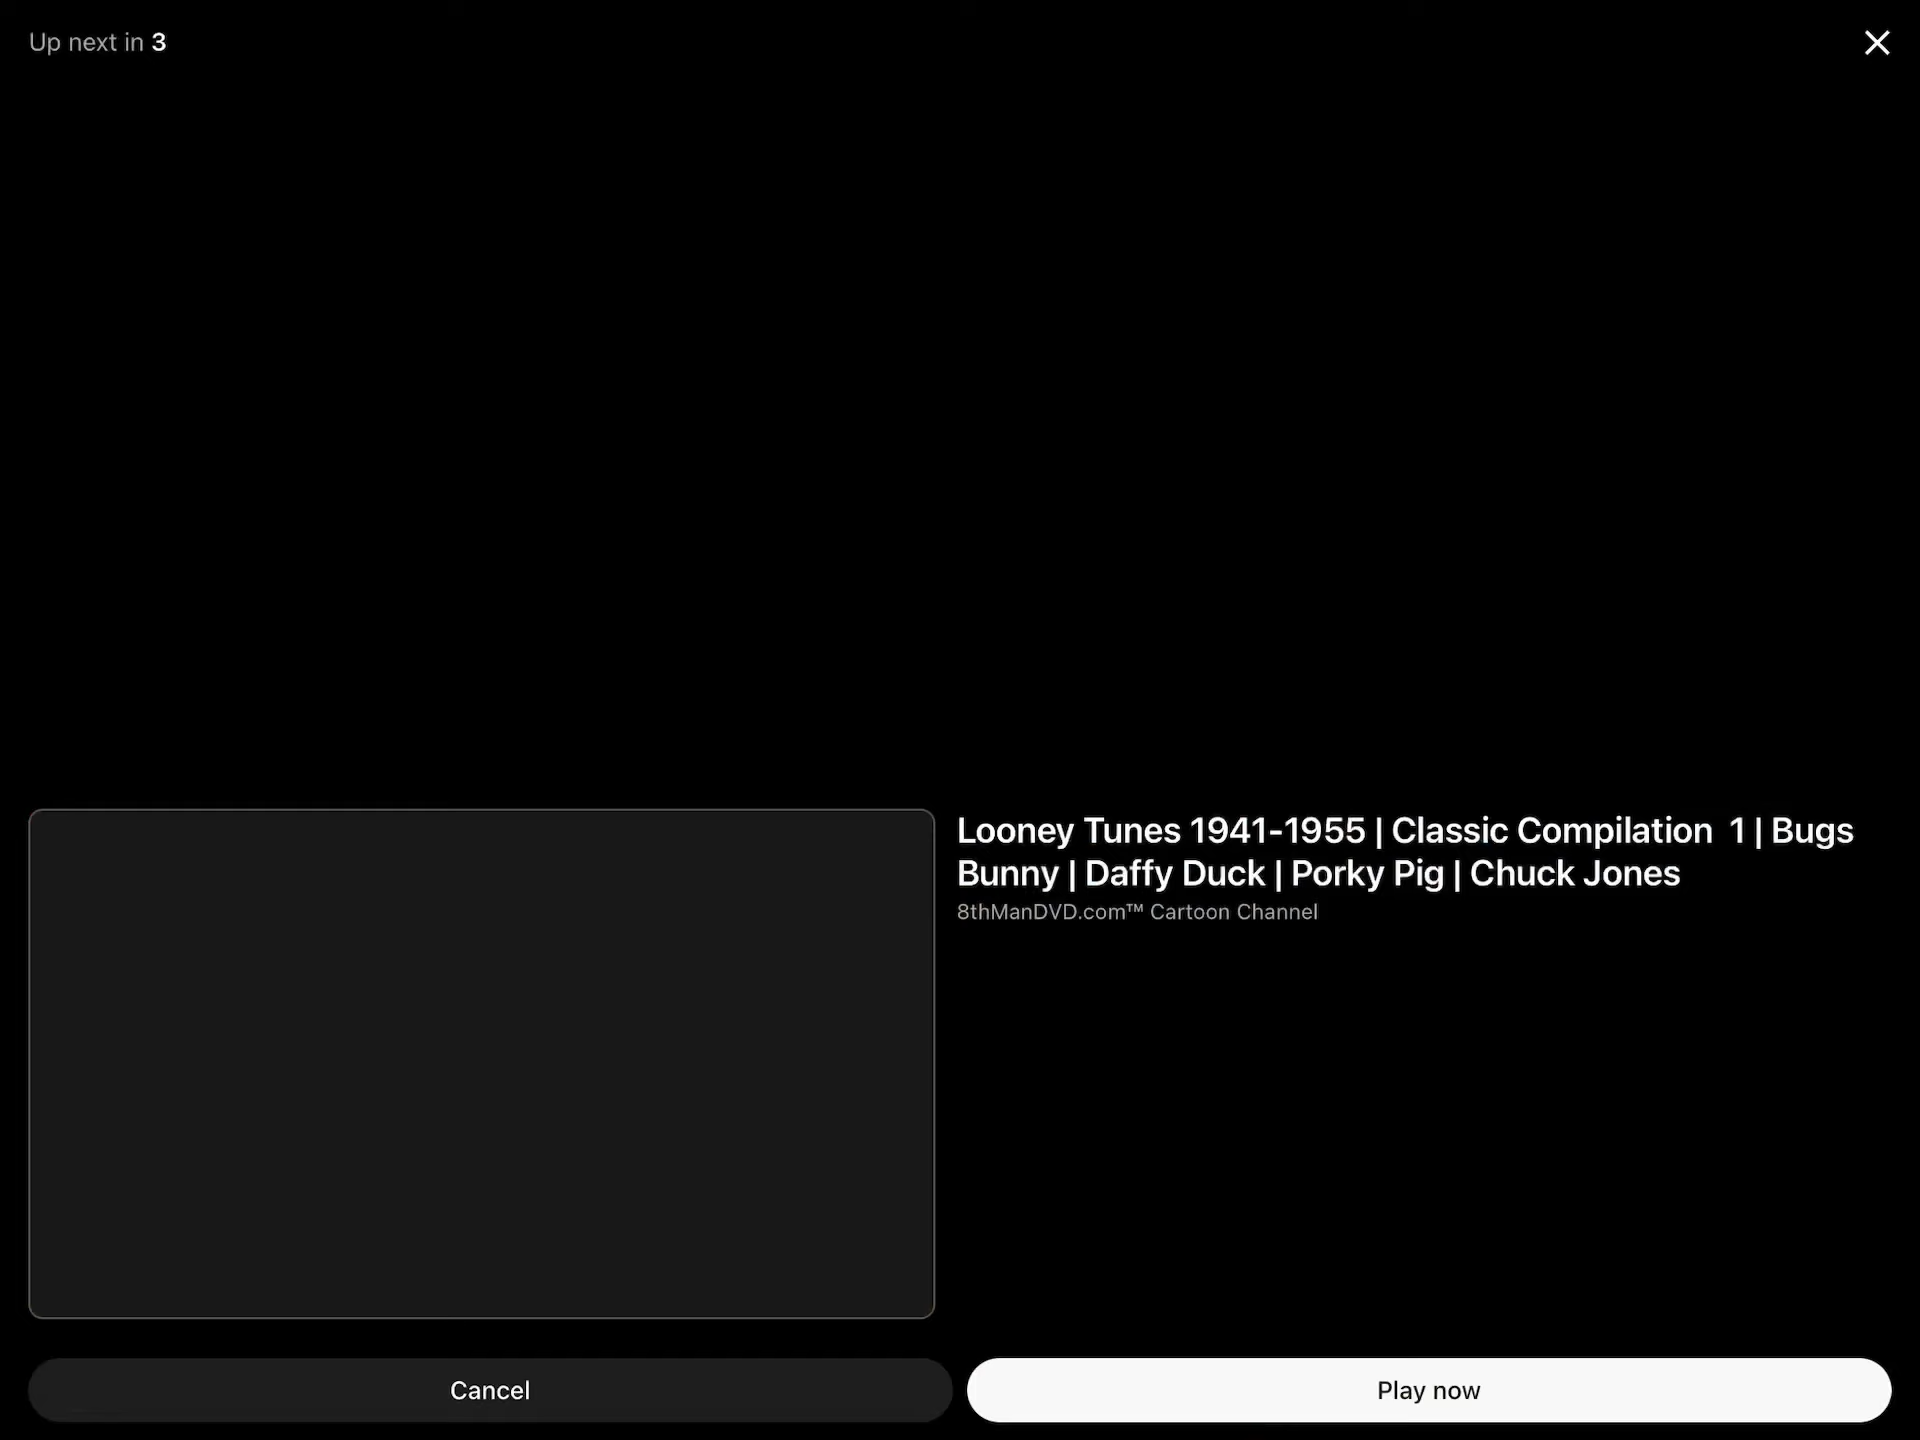 Up next in 3
Looney Tunes 1941-1955 | Classic Compilation  1 | Bugs
Bunny | Daffy Duck | Porky Pig | Chuck Jones
8thManDVD.com™ Cartoon Channel
Cancel
Play now